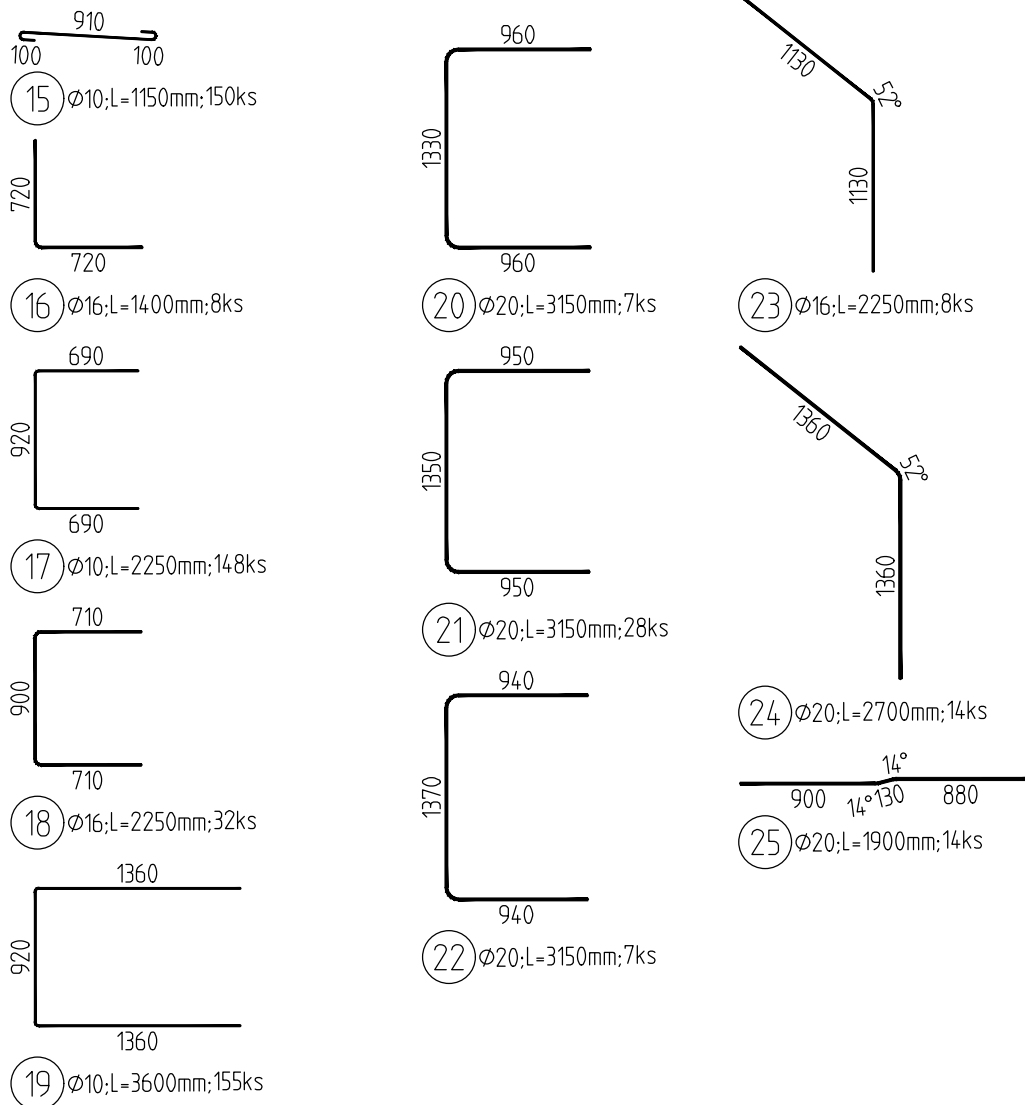 910
100 100
15 Ø10;L=1150mm;150ks
720
720
16 Ø16;L=1400mm;8ks
690
920
690
17 Ø10;L=2250mm;148ks
710
900
710
18 Ø16;L=2250mm;32ks
1360
920
1360
19 Ø10;L=3600mm;155ks
960
1330
960
20 Ø20;L=3150mm;7ks
950
1350
950
21 Ø20;L=3150mm;28ks
940
1370
940
22 Ø20;L=3150mm;7ks
1130
52°
1130
23 Ø16;L=2250mm;8ks
1360
52°
1360
24 Ø20;L=2700mm;14ks
14°
900 14° 130 880
25 Ø20;L=1900mm;14ks